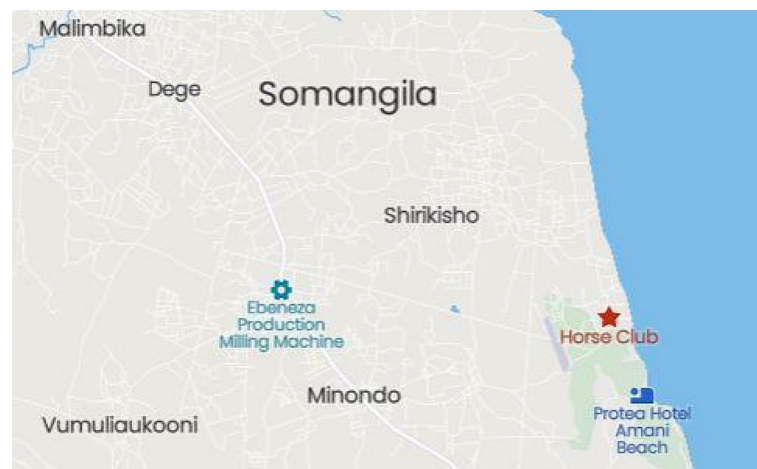 Malimbika
Dege
Somangila
Shirikisho
Ebeneza
Production
Milling Machine
Horse Club
Minondo
Protea Hotel
Amani
Beach
Vumuliaukooni